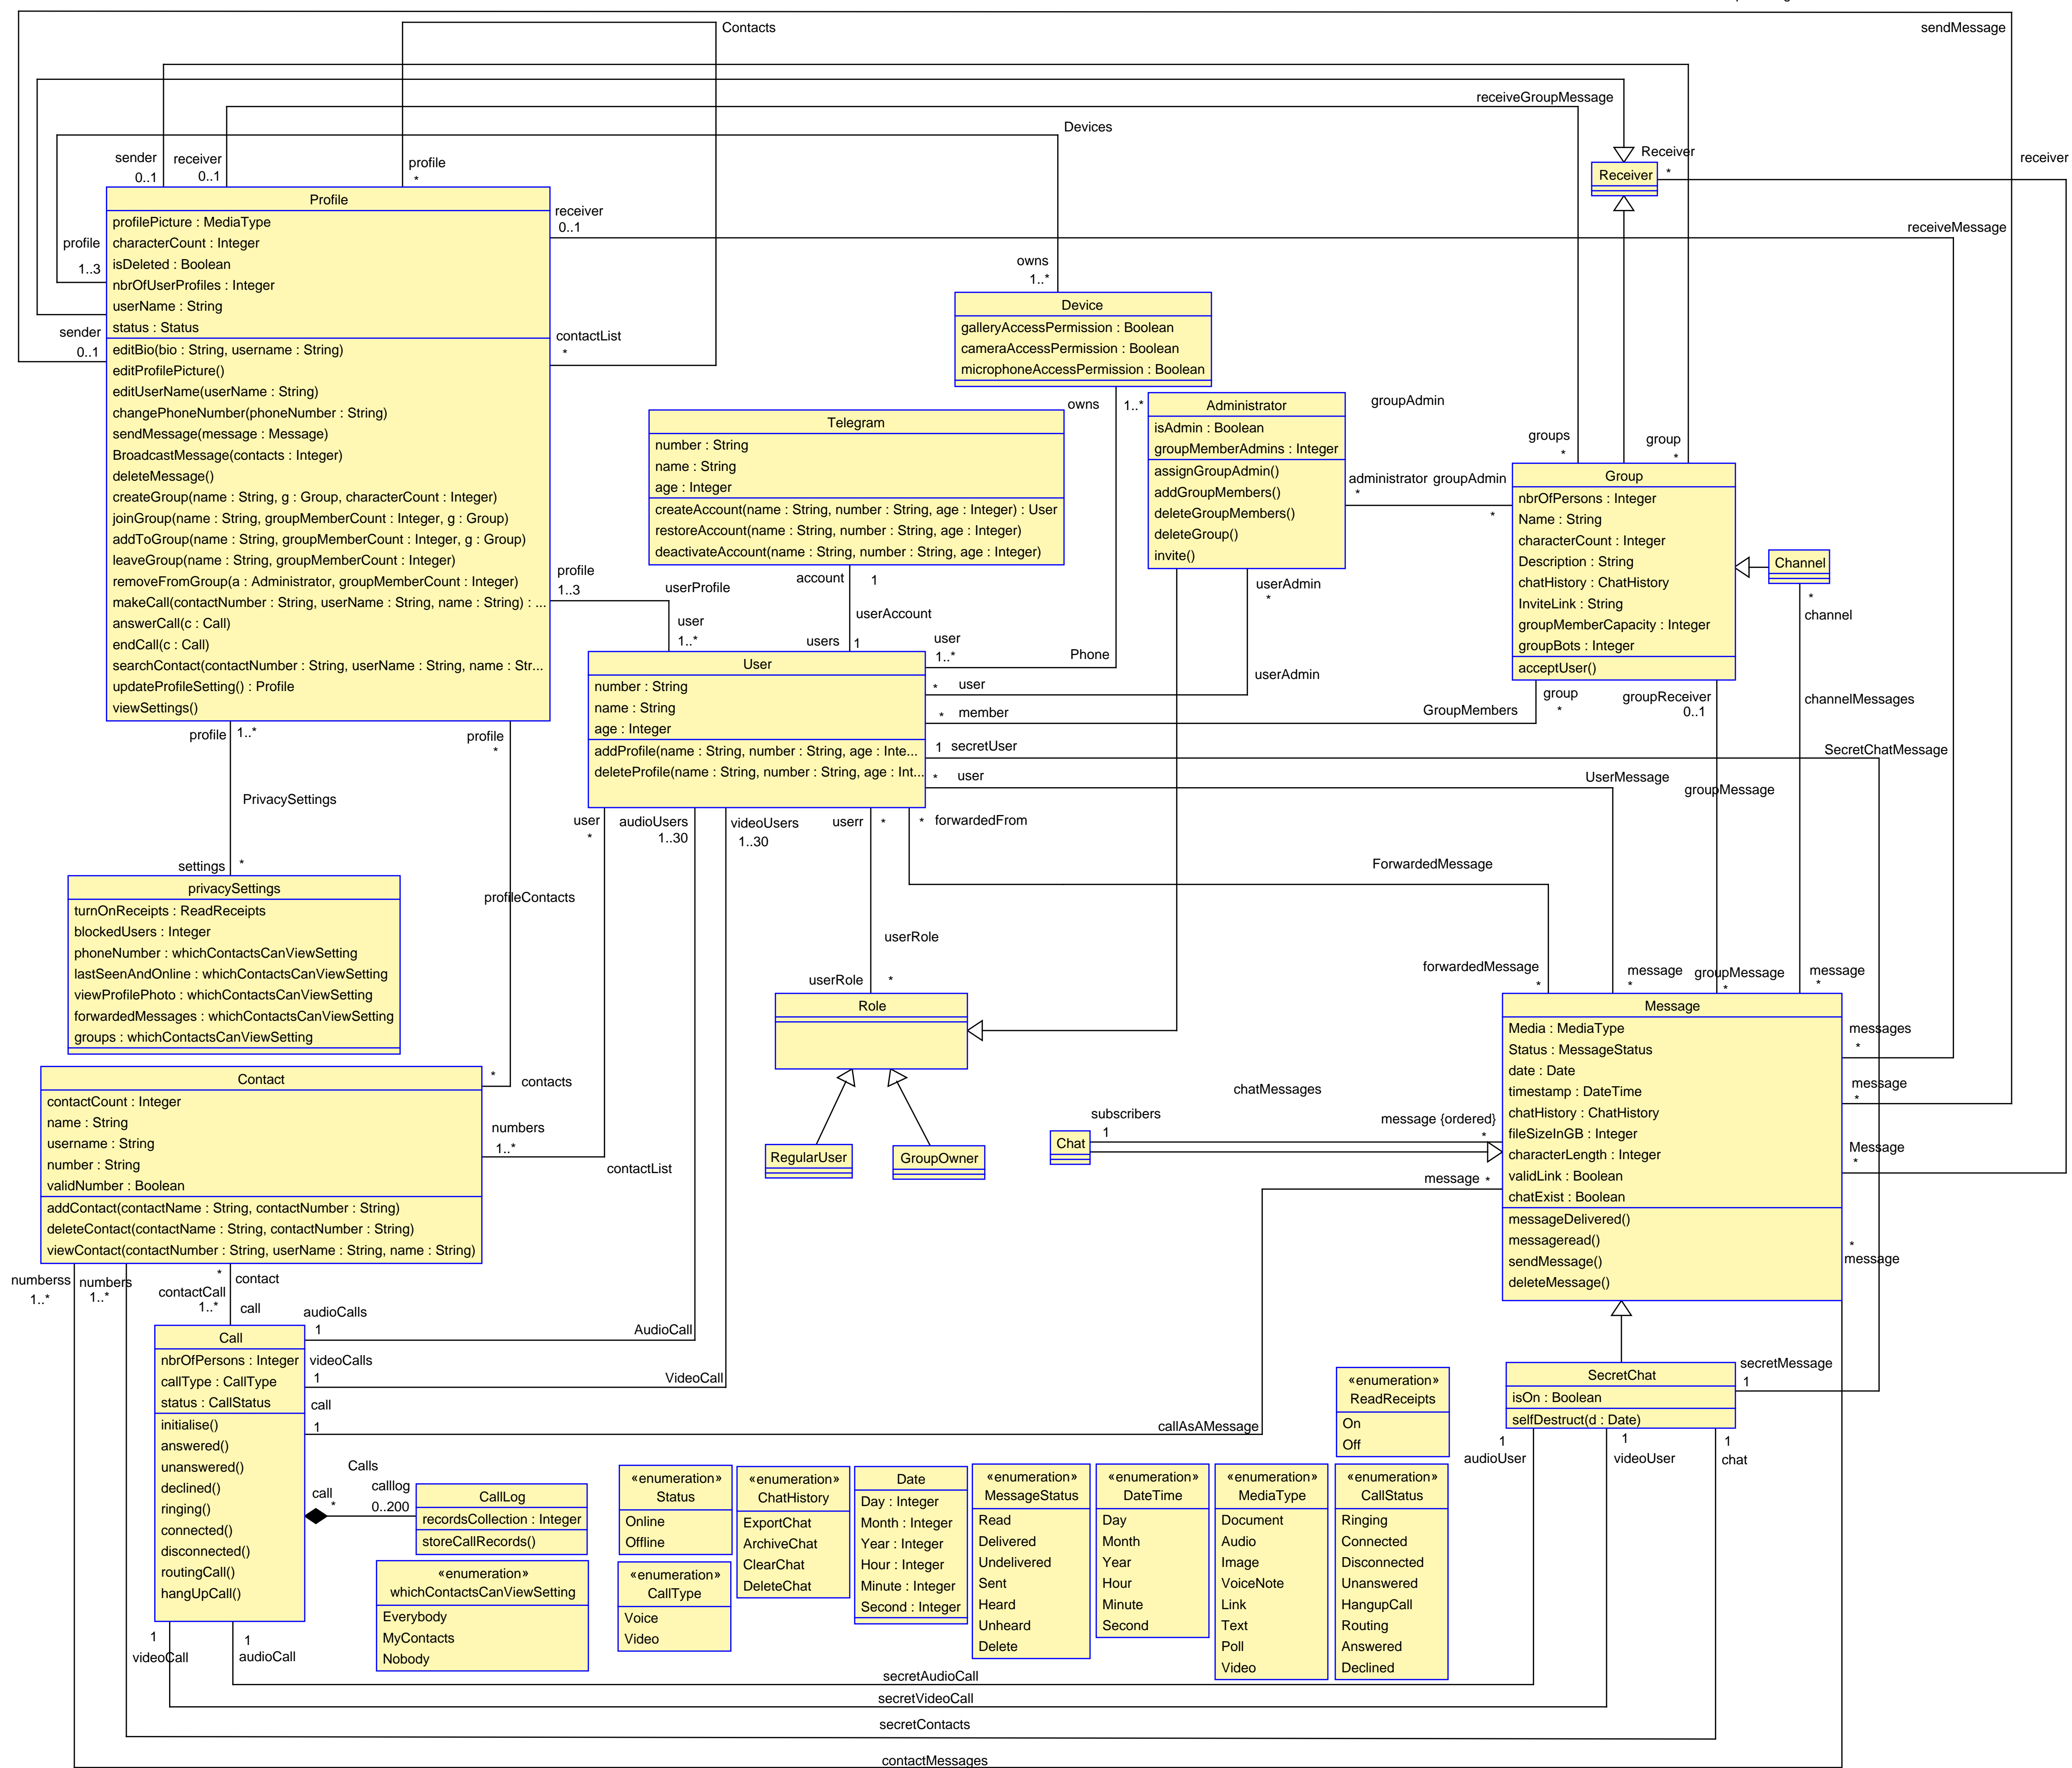 Contacts
sendMessage
receiveGroupMessage
Devices
sender
0..1
receiver
0..1
profile
*
Receiver
*
receiver
Receiver
Profile
profilePicture : MediaType
characterCount : Integer
isDeleted : Boolean
nbrOfUserProfiles : Integer
userName : String
status : Status
editBio(bio : String, username : String)
editProfilePicture()
editUserName(userName : String)
changePhoneNumber(phoneNumber : String)
sendMessage(message : Message)
BroadcastMessage(contacts : Integer)
deleteMessage()
createGroup(name : String, g : Group, characterCount : Integer)
joinGroup(name : String, groupMemberCount : Integer, g : Group)
addToGroup(name : String, groupMemberCount : Integer, g : Group)
leaveGroup(name : String, groupMemberCount : Integer)
removeFromGroup(a : Administrator, groupMemberCount : Integer)
makeCall(contactNumber : String, userName : String, name : String) : ...
answerCall(c : Call)
endCall(c : Call)
searchContact(contactNumber : String, userName : String, name : Str...
updateProfileSetting() : Profile
viewSettings()
profile
1..3
sender
0..1
receiver
0..1
receiveMessage
contactList
*
owns
1..*
Device
galleryAccessPermission : Boolean
cameraAccessPermission : Boolean
microphoneAccessPermission : Boolean
owns
1..*
Telegram
number : String
name : String
age : Integer
createAccount(name : String, number : String, age : Integer) : User
restoreAccount(name : String, number : String, age : Integer)
deactivateAccount(name : String, number : String, age : Integer)
Administrator
isAdmin : Boolean
groupMemberAdmins : Integer
assignGroupAdmin()
addGroupMembers()
deleteGroupMembers()
deleteGroup()
invite()
groupAdmin
administrator
*
groupAdmin
*
groups
*
group
*
Group
nbrOfPersons : Integer
Name : String
characterCount : Integer
Description : String
chatHistory : ChatHistory
InviteLink : String
groupMemberCapacity : Integer
groupBots : Integer
acceptUser()
Channel
*
channel
channelMessages
profile
1..3
userProfile
user
1..*
account
1
userAccount
users
1
user
1..*
Phone
userAdmin
*
userAdmin
User
number : String
name : String
age : Integer
addProfile(name : String, number : String, age : Inte...
deleteProfile(name : String, number : String, age : Int...
* user
* member
GroupMembers
group
*
groupReceiver
0..1
1 secretUser
SecretChatMessage
* user
UserMessage
groupMessage
profile
1..*
profile
*
PrivacySettings
settings
*
profileContacts
user
*
audioUsers
1..30
videoUsers
1..30
userr
*
* forwardedFrom
ForwardedMessage
userRole
userRole
*
forwardedMessage
*
message
*
groupMessage
*
message
*
privacySettings
turnOnReceipts : ReadReceipts
blockedUsers : Integer
phoneNumber : whichContactsCanViewSetting
lastSeenAndOnline : whichContactsCanViewSetting
viewProfilePhoto : whichContactsCanViewSetting
forwardedMessages : whichContactsCanViewSetting
groups : whichContactsCanViewSetting
Role
RegularUser
GroupOwner
Message
Media : MediaType
Status : MessageStatus
date : Date
timestamp : DateTime
chatHistory : ChatHistory
fileSizeInGB : Integer
characterLength : Integer
validLink : Boolean
chatExist : Boolean
messageDelivered()
messageread()
sendMessage()
deleteMessage()
messages
*
message
*
Message
*
*
message
Contact
contactCount : Integer
name : String
username : String
number : String
validNumber : Boolean
addContact(contactName : String, contactNumber : String)
deleteContact(contactName : String, contactNumber : String)
viewContact(contactNumber : String, userName : String, name : String)
*
contacts
numbers
1..*
contactList
chatMessages
subscribers
1
message {ordered}
*
Chat
message *
numberss
1..*
numbers
1..*
*
contact
contactCall
1..*
call
audioCalls
1
AudioCall
videoCalls
1
VideoCall
call
1
callAsAMessage
Call
nbrOfPersons : Integer
callType : CallType
status : CallStatus
initialise()
answered()
unanswered()
declined()
ringing()
connected()
disconnected()
routingCall()
hangUpCall()
Calls
call
*
calllog
0..200
CallLog
recordsCollection : Integer
storeCallRecords()
SecretChat
isOn : Boolean
selfDestruct(d : Date)
secretMessage
1
1
audioUser
1
videoUser
1
chat
«enumeration»
ReadReceipts
On
Off
«enumeration»
Status
Online
Offline
«enumeration»
ChatHistory
ExportChat
ArchiveChat
ClearChat
DeleteChat
Date
Day : Integer
Month : Integer
Year : Integer
Hour : Integer
Minute : Integer
Second : Integer
«enumeration»
MessageStatus
Read
Delivered
Undelivered
Sent
Heard
Unheard
Delete
«enumeration»
DateTime
Day
Month
Year
Hour
Minute
Second
«enumeration»
MediaType
Document
Audio
Image
VoiceNote
Link
Text
Poll
Video
«enumeration»
CallStatus
Ringing
Connected
Disconnected
Unanswered
HangupCall
Routing
Answered
Declined
«enumeration»
whichContactsCanViewSetting
Everybody
MyContacts
Nobody
«enumeration»
CallType
Voice
Video
1
videoCall
1
audioCall
secretAudioCall
secretVideoCall
secretContacts
contactMessages